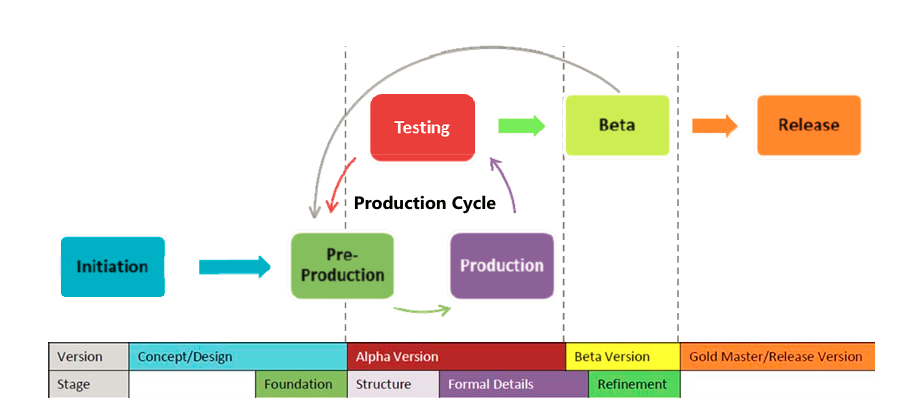 Testing
Beta
Release
Production Cycle
Initiation
Pre-
Production
Production
Version Concept/Design Alpha Version Beta Version Gold Master/Release Version
Stage Foundation Structure Formal Details Refinement